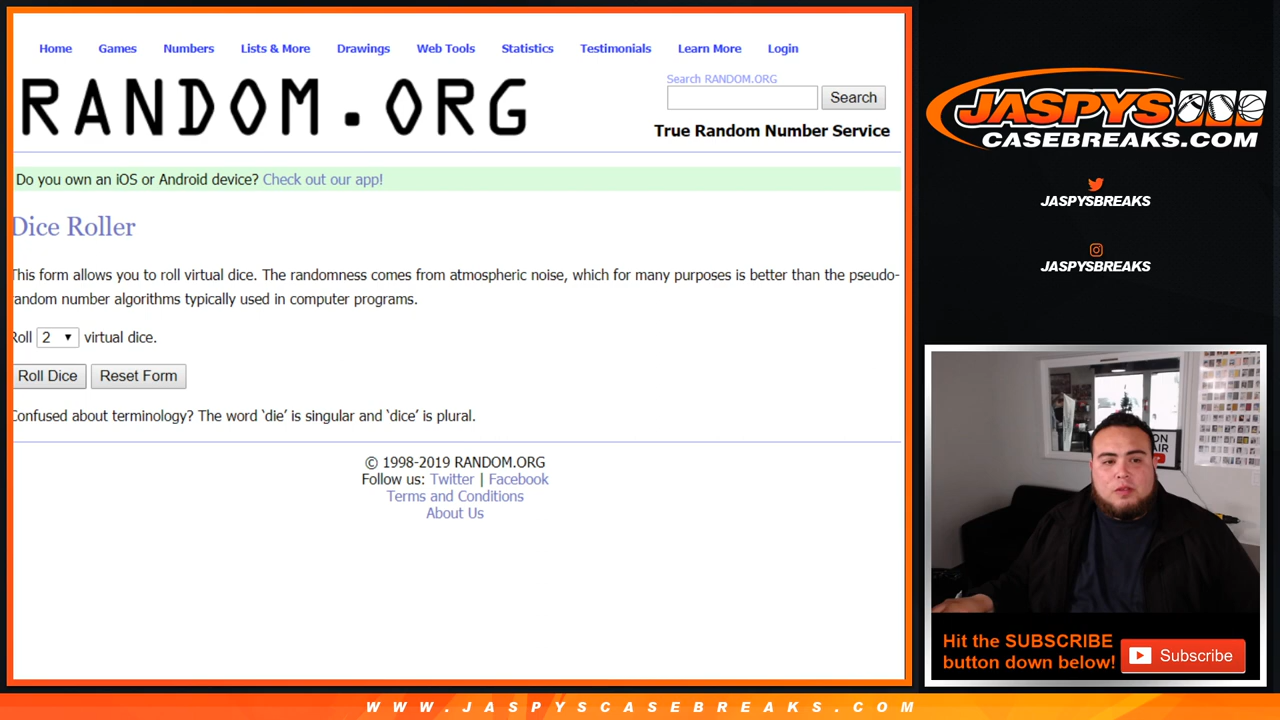 Home Games Numbers Lists & More Drawings Web Tools Statistics Testimonials Learn More Login
RANDOM.ORG
Search RANDOM.ORG
Search
True Random Number Service
Do you own an iOS or Android device? Check out our app!
Dice Roller
This form allows you to roll virtual dice. The randomness comes from atmospheric noise, which for many purposes is better than the pseudo-
random number algorithms typically used in computer programs.
Roll 2 virtual dice.
Roll Dice Reset Form
Confused about terminology? The word ‘die’ is singular and ‘dice’ is plural.
© 1998-2019 RANDOM.ORG
Follow us: Twitter | Facebook
Terms and Conditions
About Us
JASPYS
CASEBREAKS.COM
JASPYSBREAKS
JASPYSBREAKS
ON
AIR
Hit the SUBSCRIBE
button down below!
Subscribe
WWW.JASPYSCASEBREAKS.COM